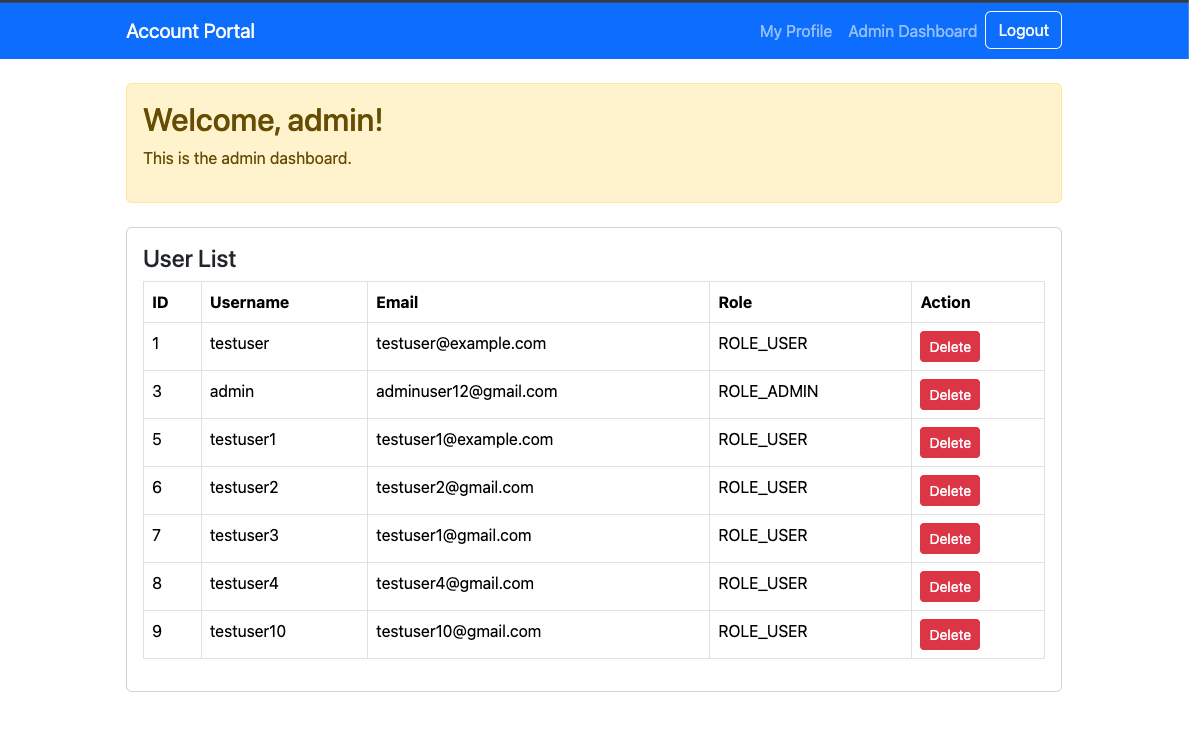 Account Portal My Profile Admin Dashboard Logout
Welcome, admin!
This is the admin dashboard.
User List
ID Username Email Role Action
1 testuser testuser@example.com ROLE_USER Delete
3 admin adminuser12@gmail.com ROLE_ADMIN Delete
5 testuser1 testuser1@example.com ROLE_USER Delete
6 testuser2 testuser2@gmail.com ROLE_USER Delete
7 testuser3 testuser1@gmail.com ROLE_USER Delete
8 testuser4 testuser4@gmail.com ROLE_USER Delete
9 testuser10 testuser10@gmail.com ROLE_USER Delete